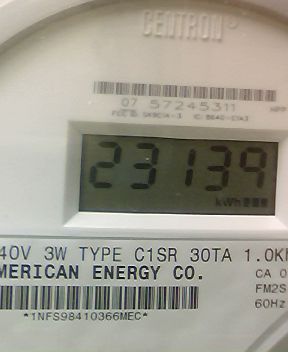 CENTRON®
07 57245311
23139
kWh
40V 3W TYPE C1SR 30TA 1.0K
MERICAN ENERGY CO.
CA 0
FM2S
60Hz
*1NFS98410366MEC*